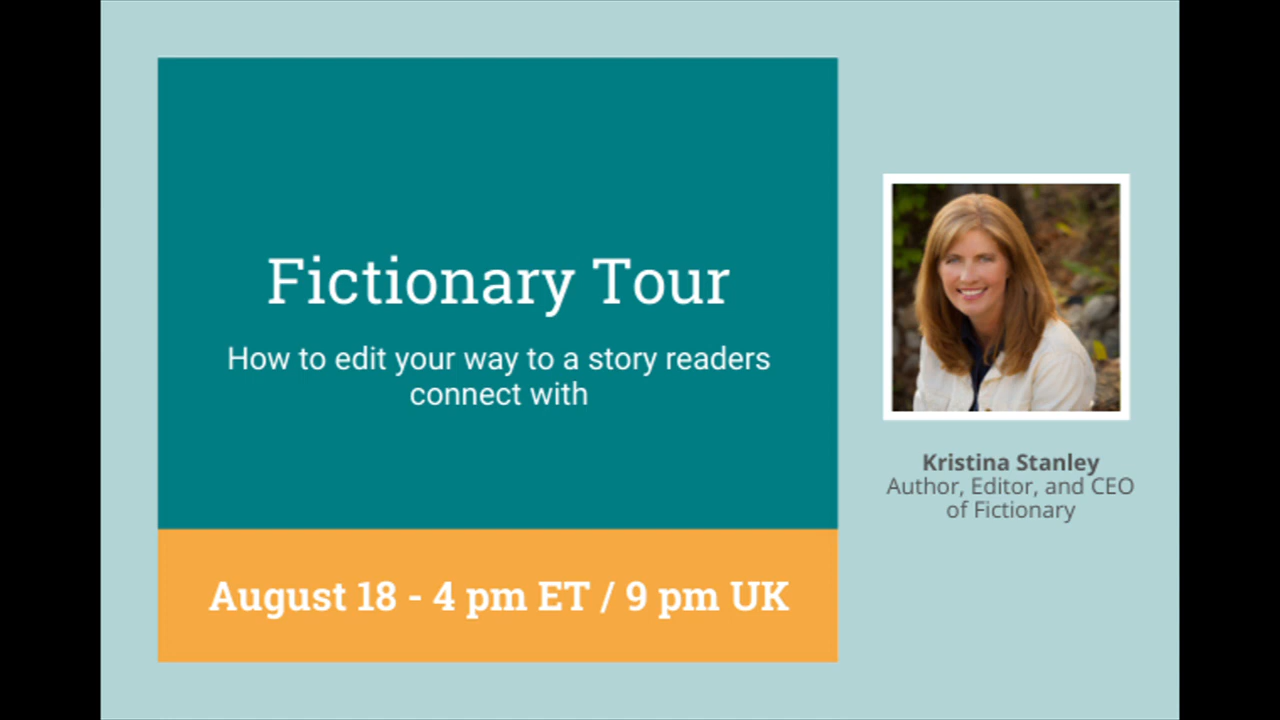 Fictionary Tour
How to edit your way to a story readers
connect with
August 18 - 4 pm ET / 9 pm UK
Kristina Stanley
Author, Editor, and CEO
of Fictionary